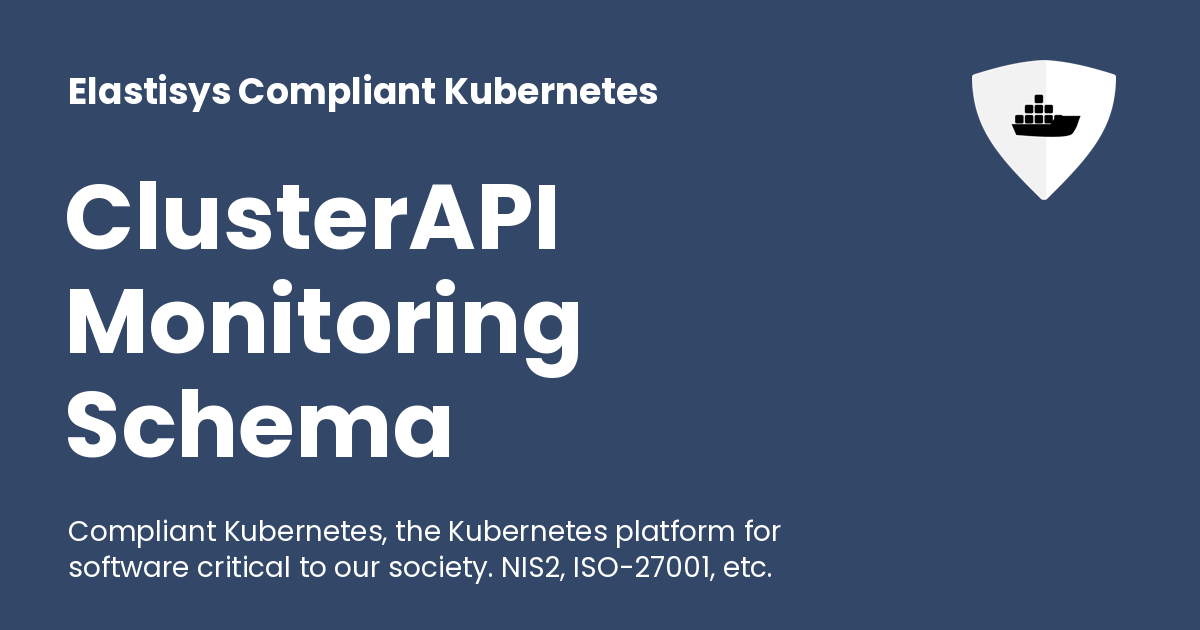 Elastisys Compliant Kubernetes
ClusterAPI
Monitoring
Schema
Compliant Kubernetes, the Kubernetes platform for
software critical to our society. NIS2, ISO-27001, etc.